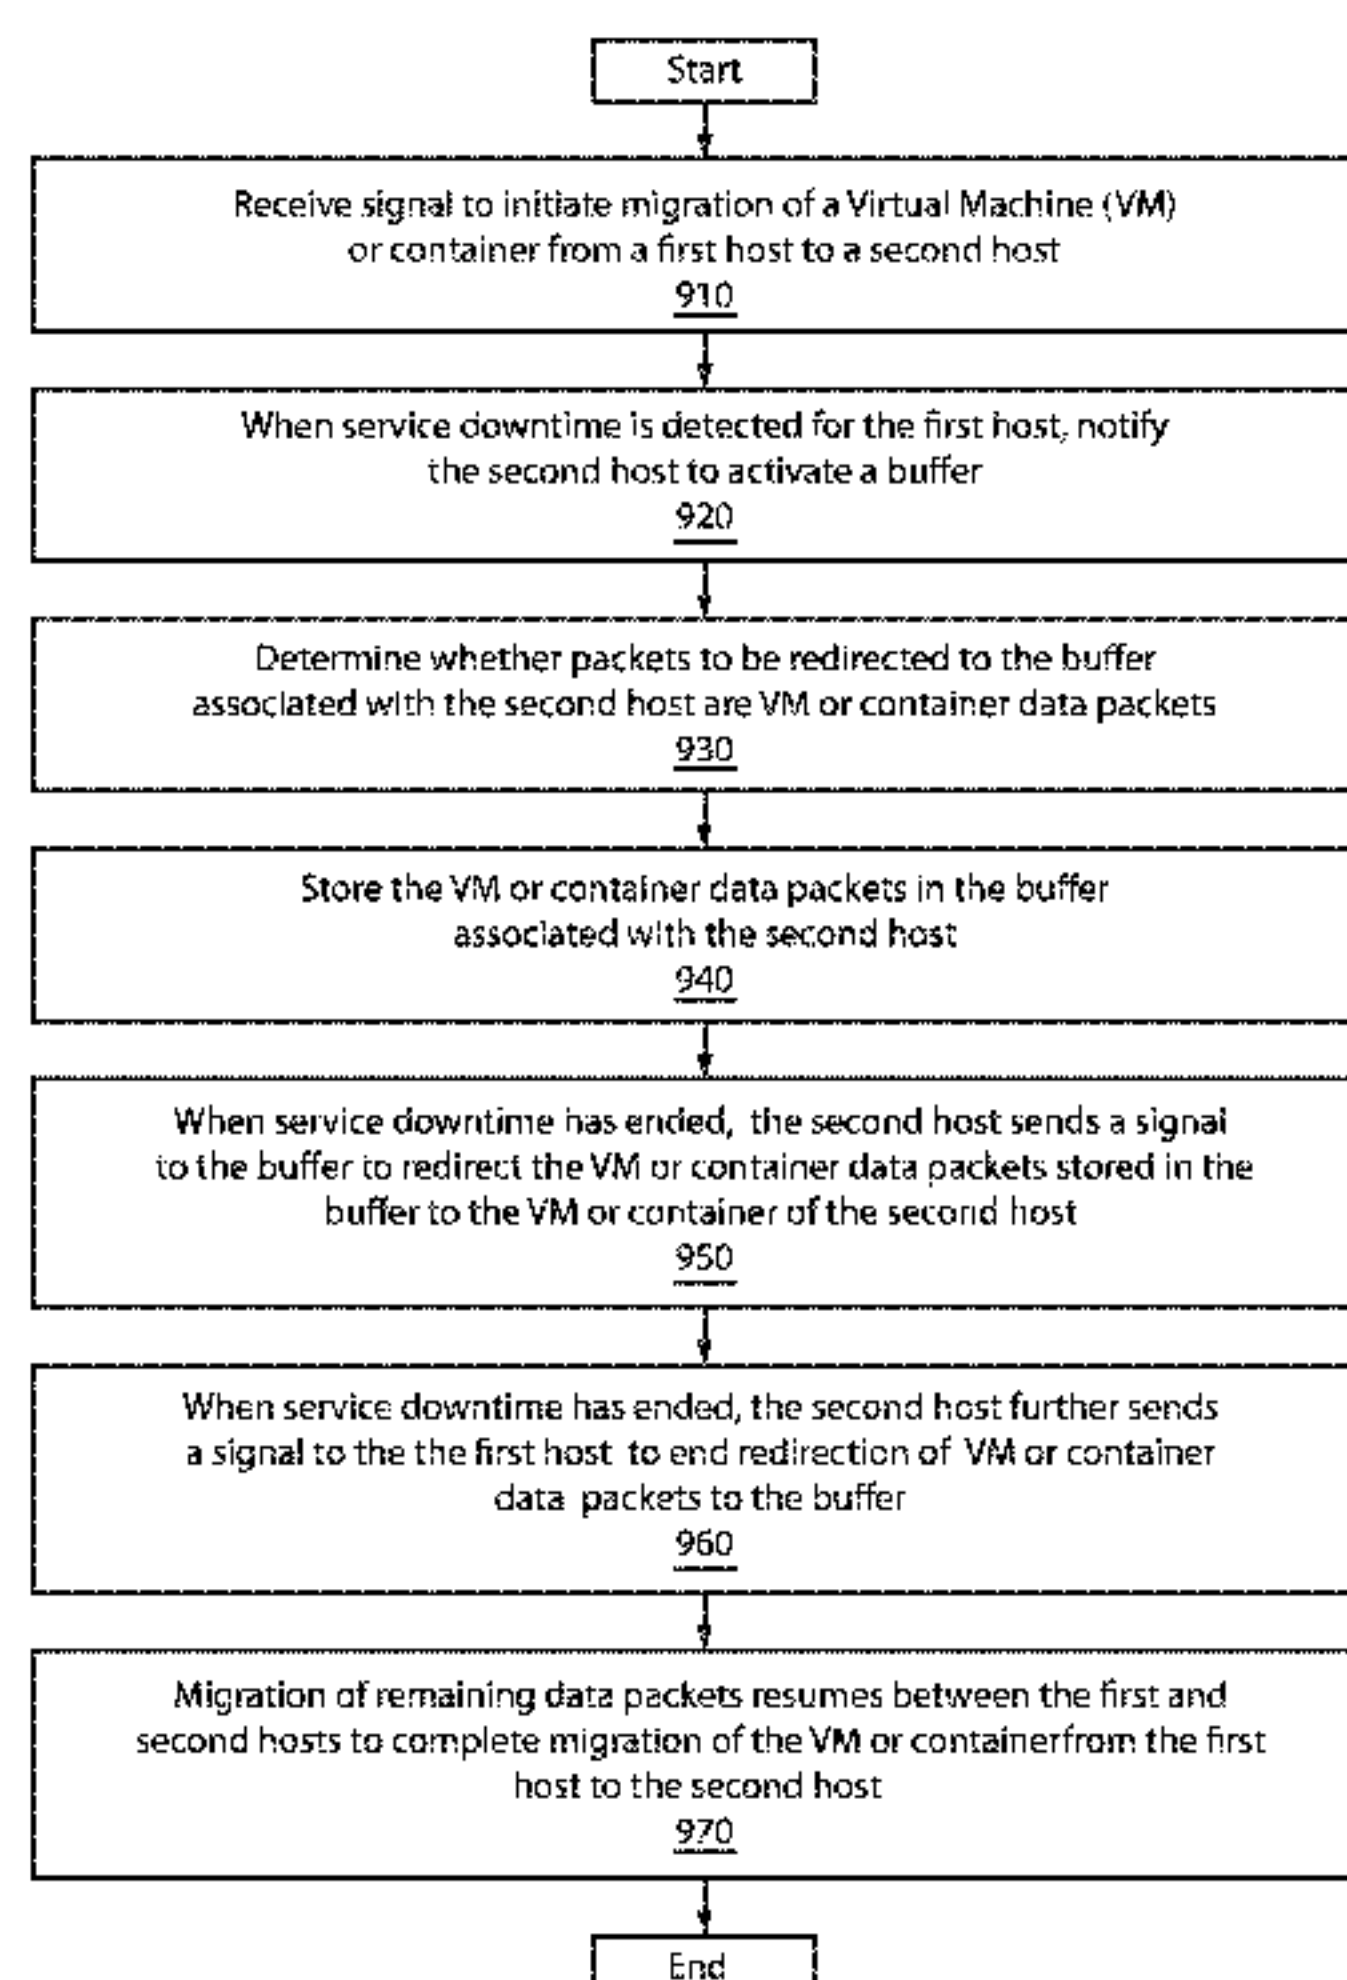 Start
Receive signal to initiate migration of a Virtual Machine (VM)
or container from a first host to a second host
910
When service downtime is detected for the first host, notify
the second host to activate a buffer
920
Determine whether packets to be redirected to the buffer
associated with the second host are VM or container data packets
930
Store the VM or container data packets in the buffer
associated with the second host
940
When service downtime has ended, the second host sends a signal
to the buffer to redirect the VM or container data packets stored in the
buffer to the VM or container of the second host
950
When service downtime has ended, the second host further sends
a signal to the the first host to end redirection of VM or container
data packets to the buffer
960
Migration of remaining data packets resumes between the first and
second hosts to complete migration of the VM or containerfrom the first
host to the second host
970
End